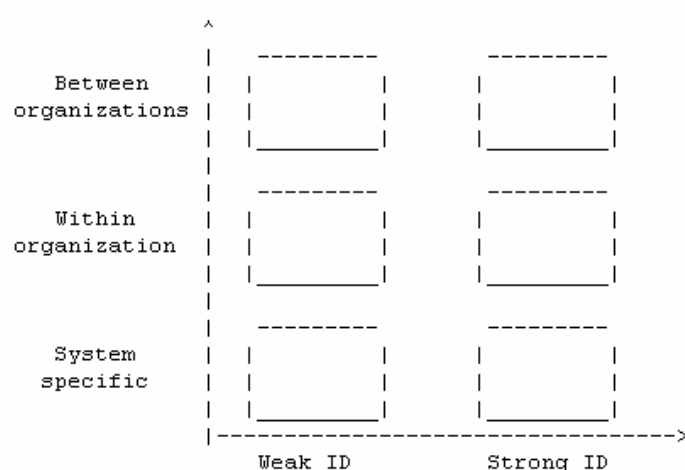 Between
organizations
Within
organization
System
specific
Weak ID
Strong ID